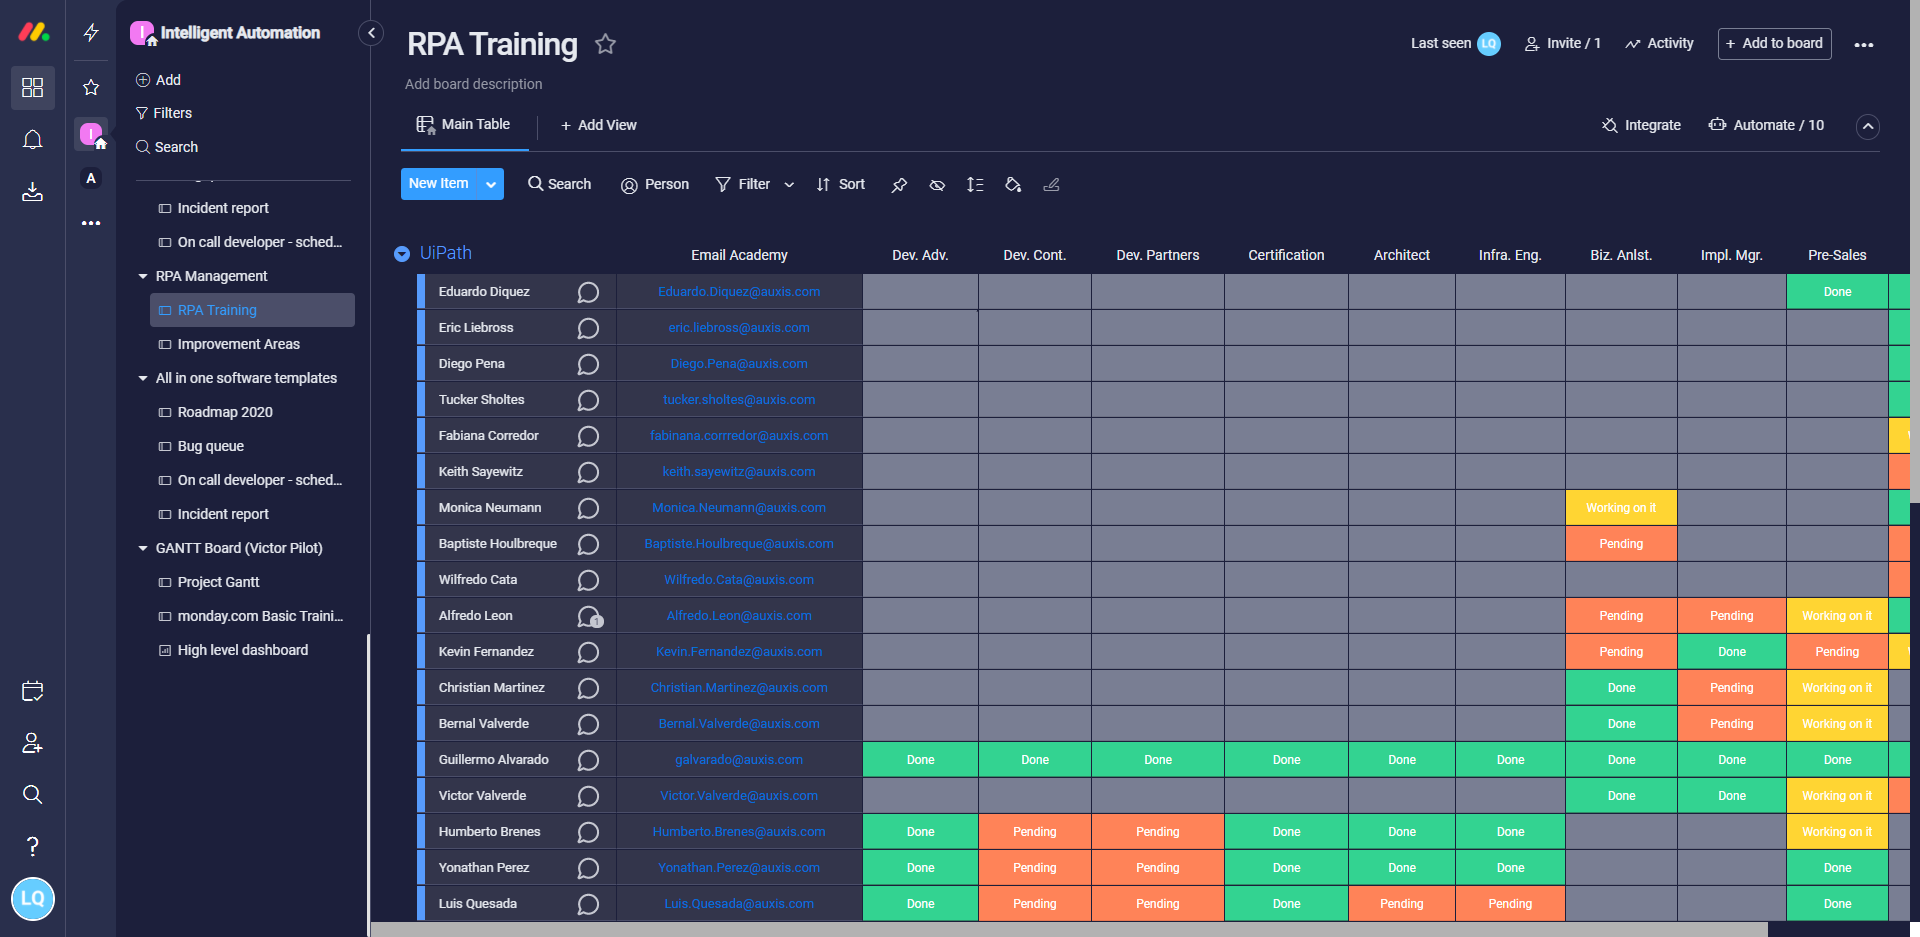 I Intelligent Automation
Add
Filters
Search
Incident report
On call developer - sched...
RPA Management
RPA Training
Improvement Areas
All in one software templates
Roadmap 2020
Bug queue
On call developer - sched...
Incident report
GANTT Board (Victor Pilot)
Project Gantt
monday.com Basic Traini...
High level dashboard
I
A
?
LQ
RPA Training
Last seen LQ Invite / 1 Activity + Add to board
Add board description
Main Table + Add View Integrate Automate / 10
New Item Search Person Filter Sort
UiPath Email Academy Dev. Adv. Dev. Cont. Dev. Partners Certification Architect Infra. Eng. Biz. Anlst. Impl. Mgr. Pre-Sales
Eduardo Diquez Eduardo.Diquez@auxis.com Done
Eric Liebross eric.liebross@auxis.com
Diego Pena Diego.Pena@auxis.com
Tucker Sholtes tucker.sholtes@auxis.com
Fabiana Corredor fabinana.corrredor@auxis.com
Keith Sayewitz keith.sayewitz@auxis.com
Monica Neumann Monica.Neumann@auxis.com Working on it
Baptiste Houlbreque Baptiste.Houlbreque@auxis.com Pending
Wilfredo Cata Wilfredo.Cata@auxis.com
Alfredo Leon 1 Alfredo.Leon@auxis.com Pending Pending Working on it
Kevin Fernandez Kevin.Fernandez@auxis.com Pending Done Pending
Christian Martinez Christian.Martinez@auxis.com Done Pending Working on it
Bernal Valverde Bernal.Valverde@auxis.com Done Pending Working on it
Guillermo Alvarado galvarado@auxis.com Done Done Done Done Done Done Done Done Done
Victor Valverde Victor.Valverde@auxis.com Done Done Working on it
Humberto Brenes Humberto.Brenes@auxis.com Done Pending Pending Done Done Done Working on it
Yonathan Perez Yonathan.Perez@auxis.com Done Pending Pending Done Done Done Done
Luis Quesada Luis.Quesada@auxis.com Done Pending Pending Done Pending Pending Done